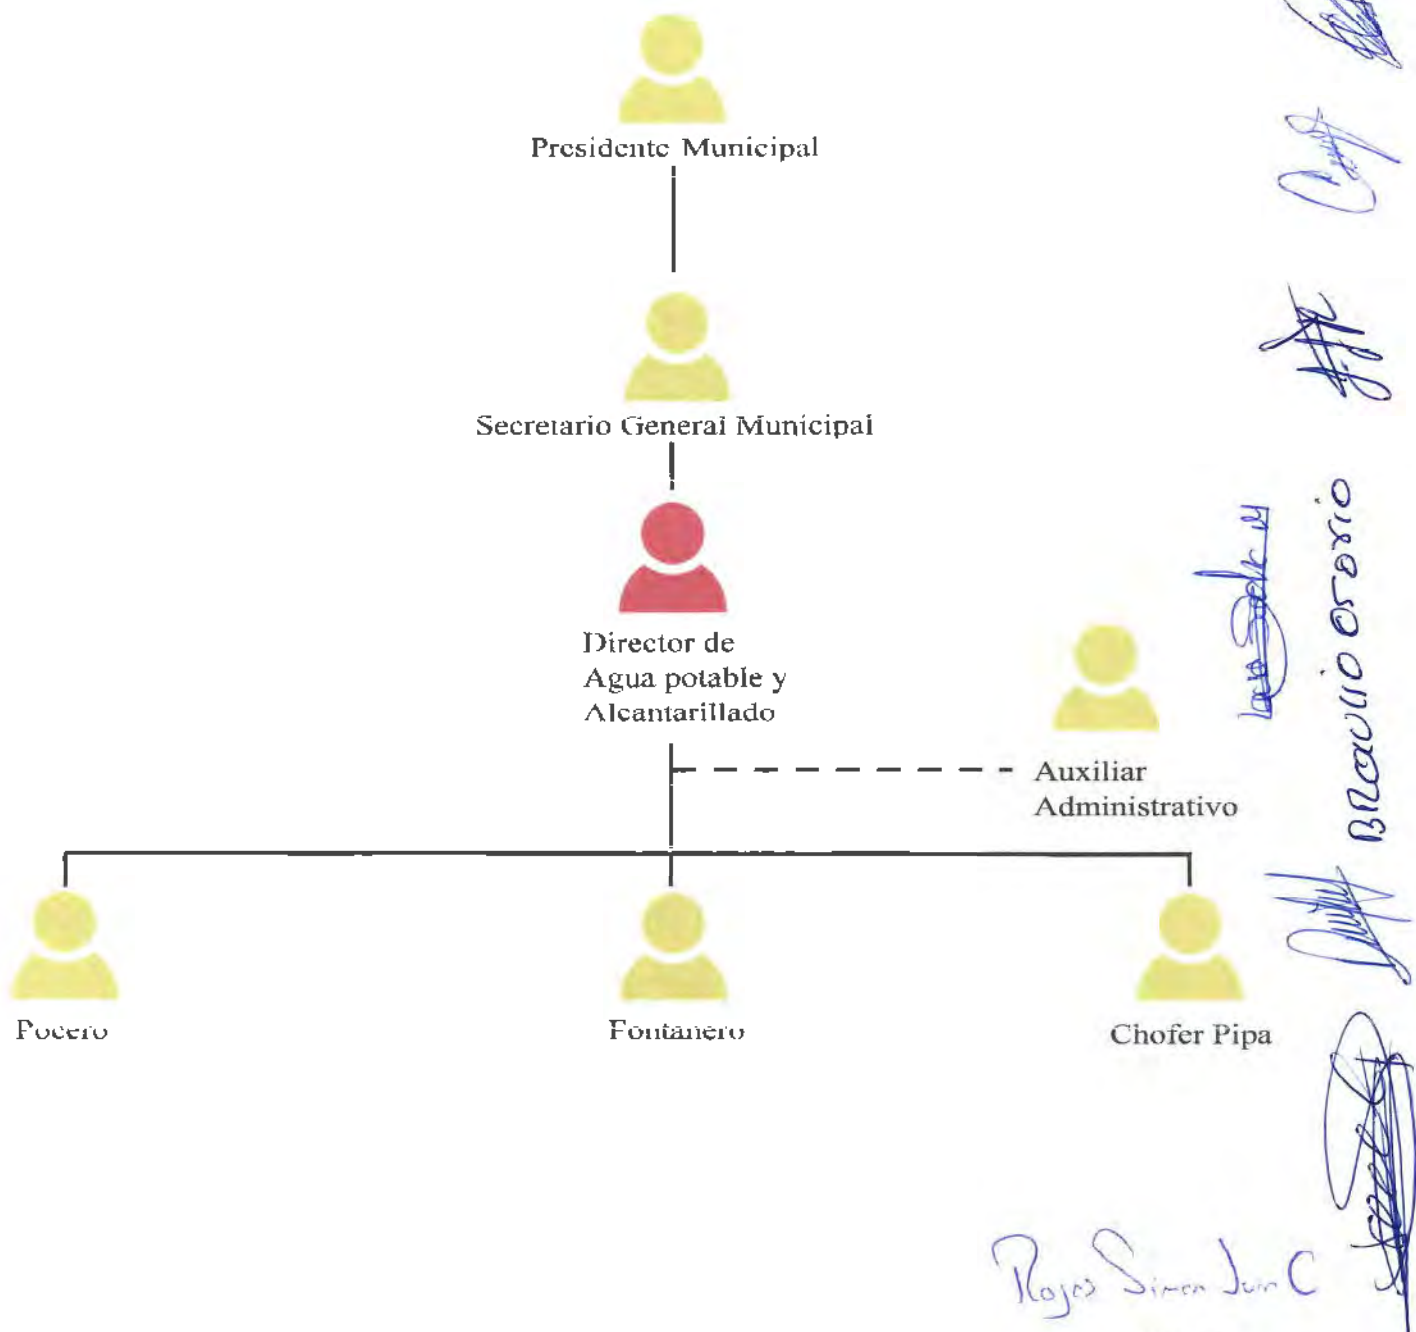 Presidente Municipal
Secretario General Municipal
Director de
Agua potable y
Alcantarillado
Auxiliar
Administrativo
Pocero
Fontanero
Chofer Pipa
Braulio Osorio
Rojas Simon Juan C